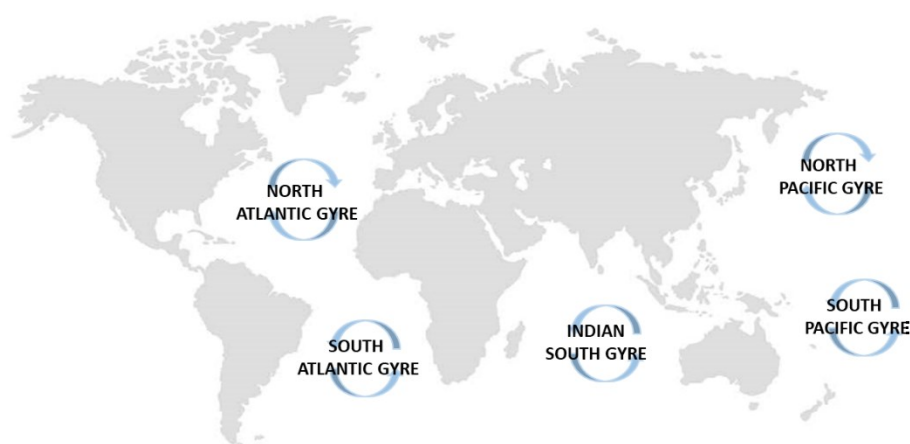 NORTH
ATLANTIC GYRE
NORTH
PACIFIC GYRE
SOUTH
ATLANTIC GYRE
INDIAN
SOUTH GYRE
SOUTH
PACIFIC GYRE